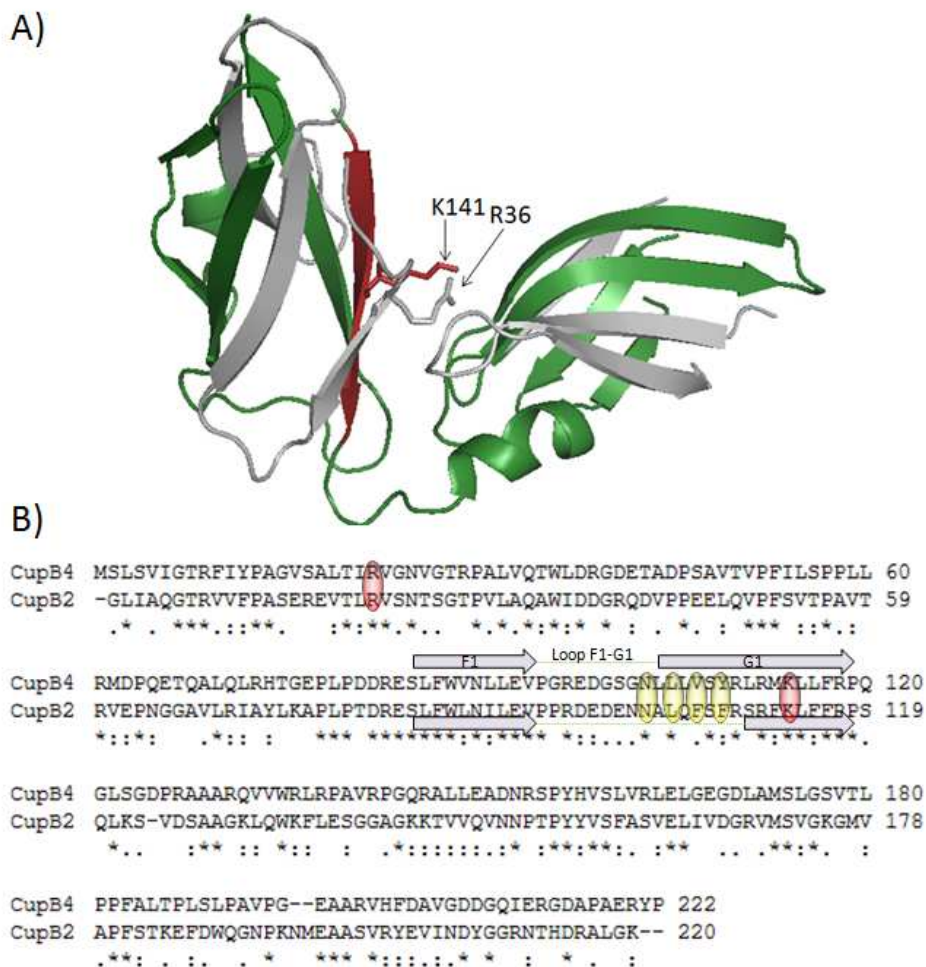 A)
K141
R36
B)
CupB4 MSLSVIGTRFIYPAGVSALTIRVGNVGTRPALVQTWLDRGDETADPSAVTVPFILSPPLL 60
CupB2 -GLIAQGTRVVFPASEREVTLRVSNTSGTPVLAQAWIDDGRQDVPPEELQVPFSVTPAVT 59
F1 Loop F1-G1 G1
CupB4 120
CupB2 RVEPNGGAVLRIAYLKAPLPTDRESLFWLNILEVPPRDEDENNALQFSFRSRFKLFFRPS 119
CupB4 GLSGDPRAAARQVVWRLRPAVRPGQRALLEADNRSPYHVSLVRLELGEGDLAMSLGSVTL 180
CupB2 QLKS-VDSAAGKLQWKFLESGGAGKKTVVQVNNPTPYYVSFASVELIVDGRVMSVGKGMV 178
CupB4 PPFALTPLSLPAVPG--EAARVHFDAVGDDGQIERGDAPAERYP 222
CupB2 APFSTKEFDWQGNPKNMEAASVRYEVINDYGGRNTHDRALGK-- 220